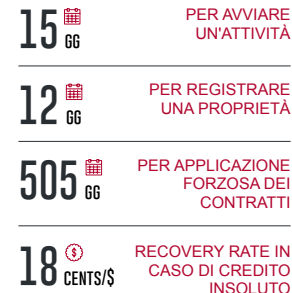 15 GG
PER AVVIARE
UN'ATTIVITÀ
12 GG
PER REGISTRARE
UNA PROPRIETÀ
505 GG
PER APPLICAZIONE
FORZOSA DEI
CONTRATTI
18 $ CENTS/$
RECOVERY RATE IN
CASO DI CREDITO
INSOLUTO